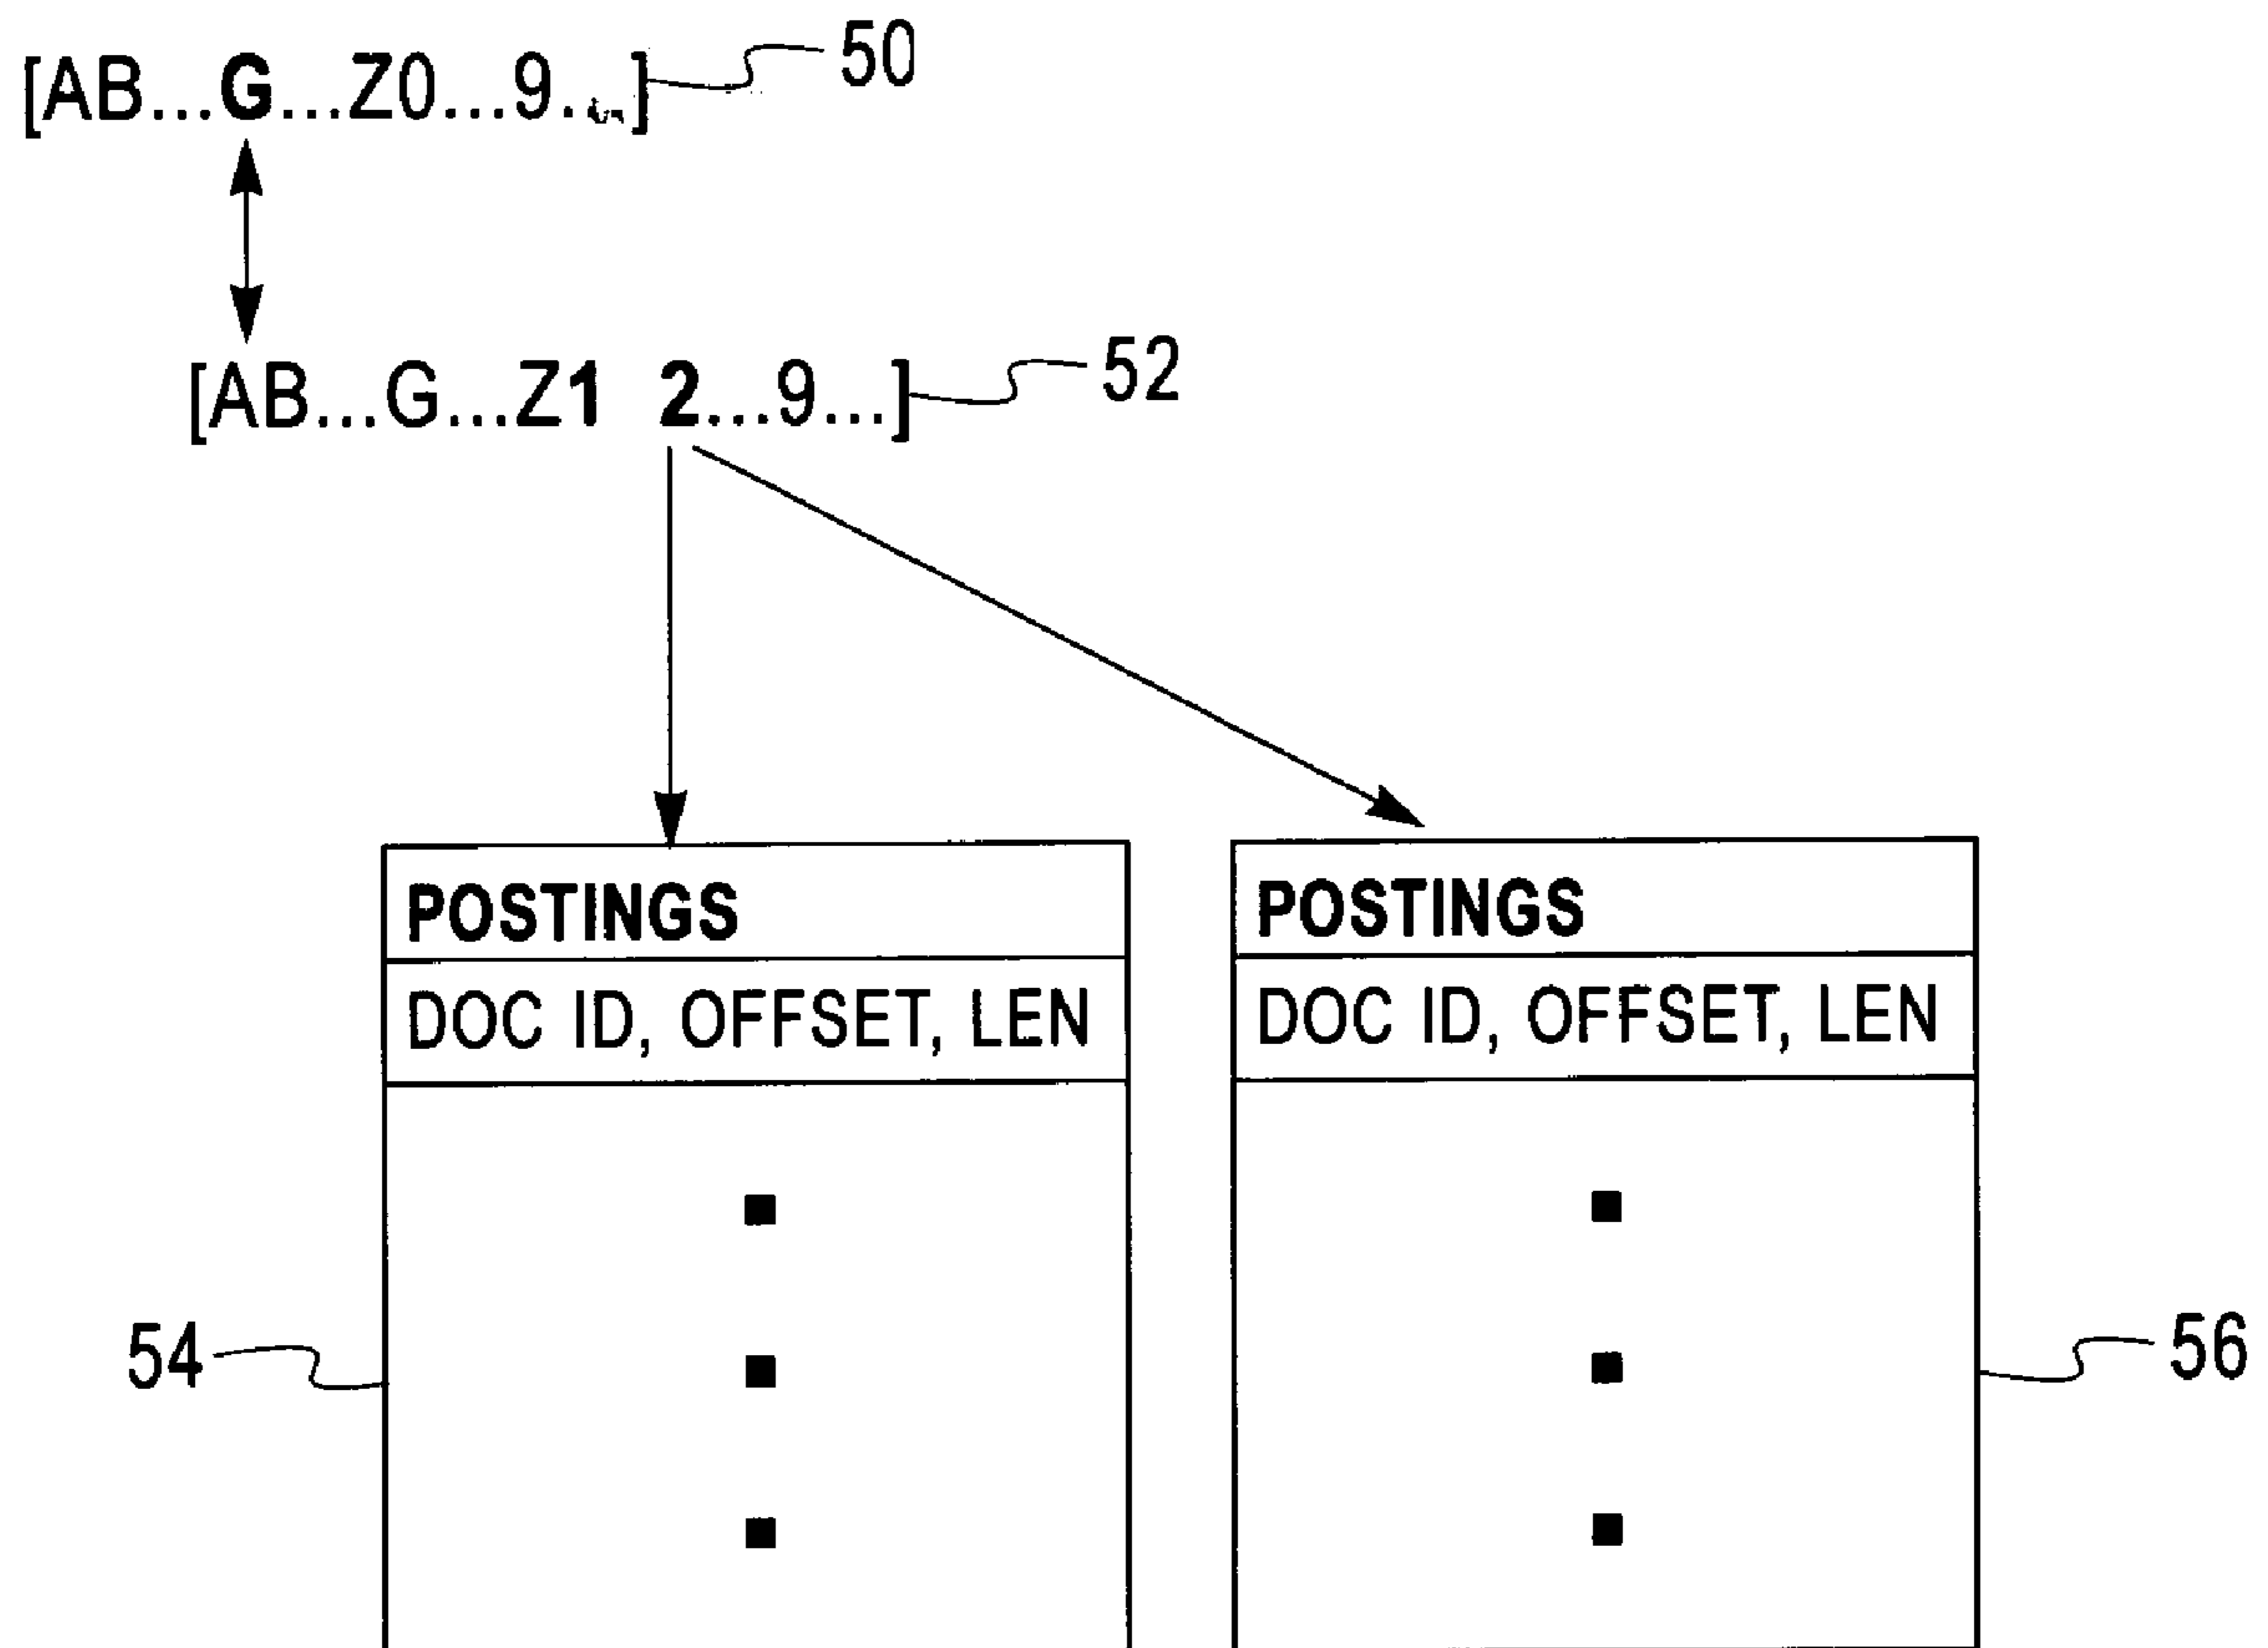 [AB...G...Z0...9...]
50
[AB...G...Z1 2...9...]
52
POSTINGS
DOC ID, OFFSET, LEN
POSTINGS
DOC ID, OFFSET, LEN
54
56